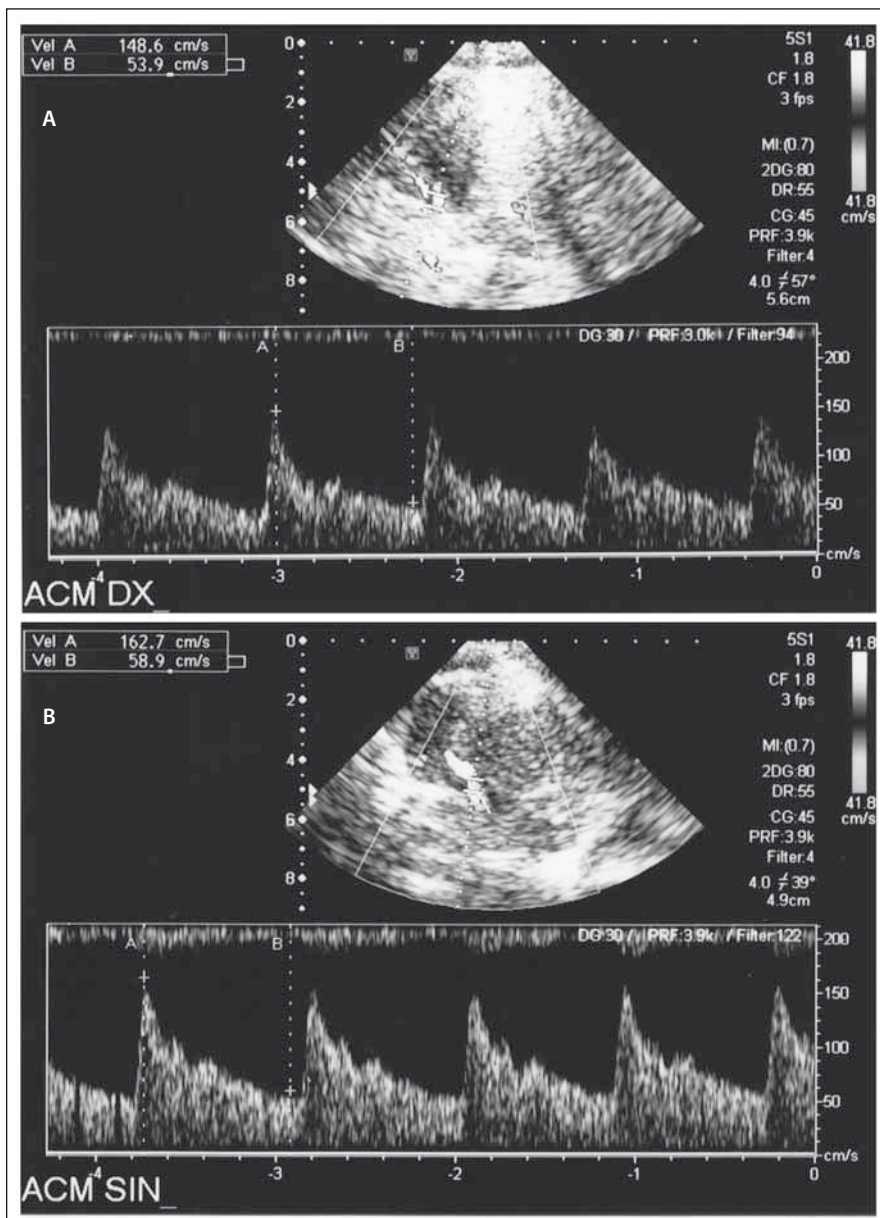 Vel A 148.6 cm/s
Vel B 53.9 cm/s
A
0
2
4
6
8
5S1
1.8
CF 1.8
3 fps
MI:(0.7)
2DG:80
DR:55
CG:45
PRF:3.9k
Filter:4
4.0 57°
5.6cm
41.8
41.8
cm/s
A B DG:30 / PRF:3.0k / Filter:94
200
150
100
50
cm/s
-4 -3 -2 -1 0
ACM DX_
Vel A 162.7 cm/s
Vel B 58.9 cm/s
B
0
2
4
6
8
5S1
1.8
CF 1.8
3 fps
MI:(0.7)
2DG:80
DR:55
CG:45
PRF:3.9k
Filter:4
4.0 39°
4.9cm
41.8
41.8
cm/s
A B DG:30 / PRF:3.9k / Filter:122
200
150
100
50
cm/s
-4 -3 -2 -1 0
ACM SIN_